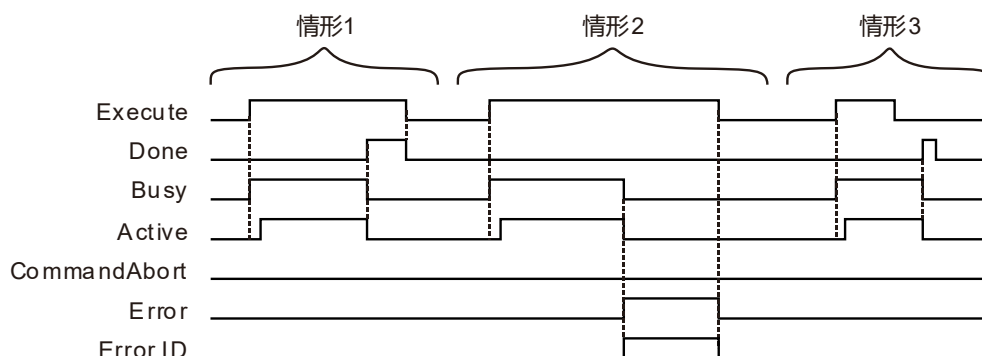 情形1 情形2 情形3
Execute
Done
Busy
Active
CommandAbort
Error
Error ID